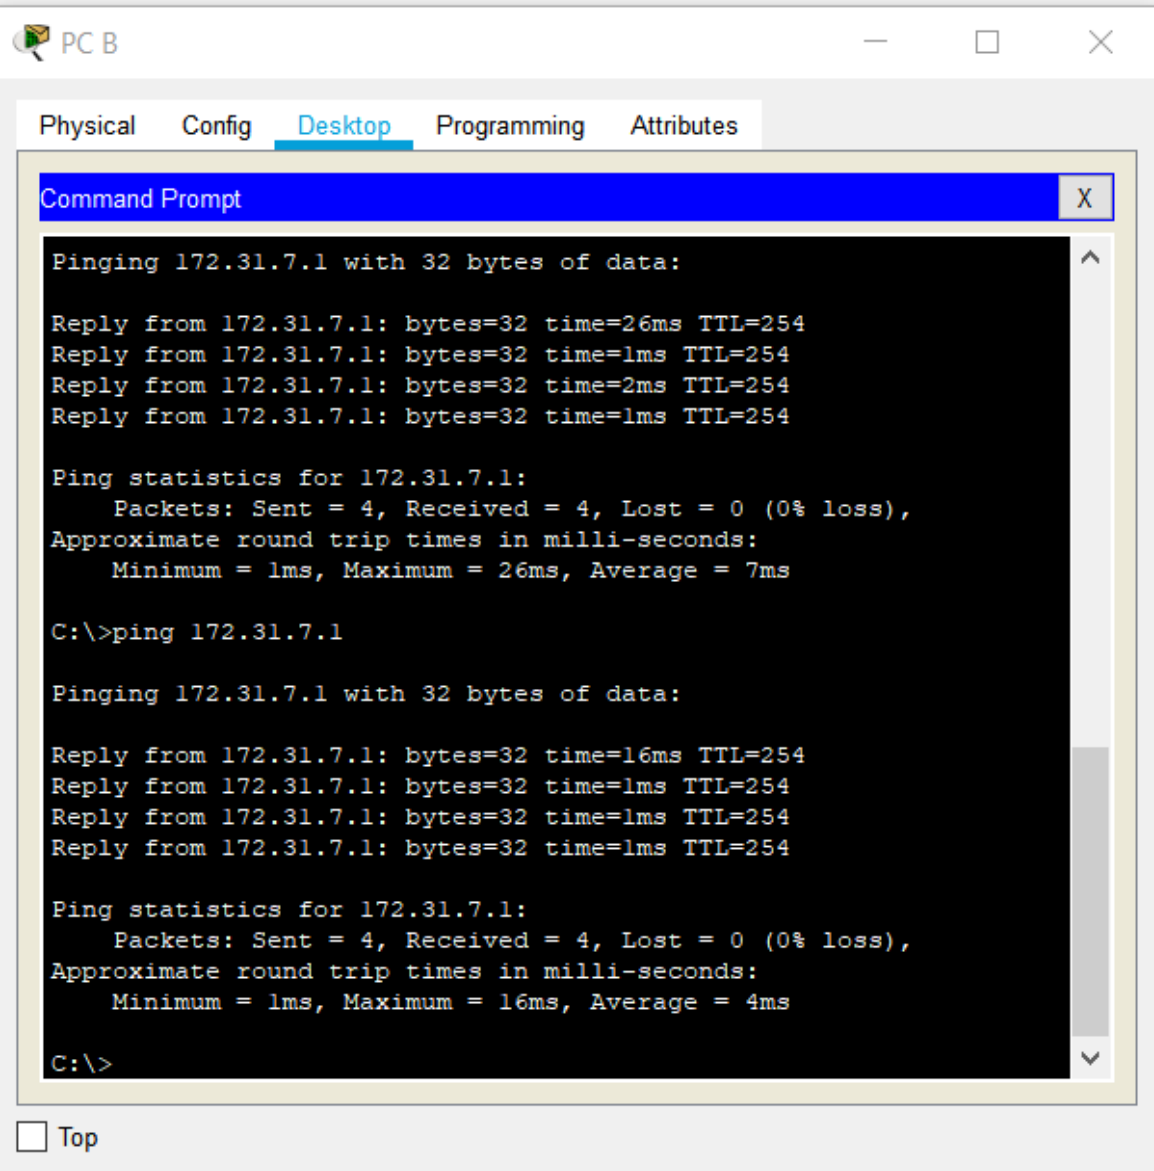 PC B
Physical Config Desktop Programming Attributes
Command Prompt X
Pinging 172.31.7.1 with 32 bytes of data:
Reply from 172.31.7.1: bytes=32 time=26ms TTL=254
Reply from 172.31.7.1: bytes=32 time=1ms TTL=254
Reply from 172.31.7.1: bytes=32 time=2ms TTL=254
Reply from 172.31.7.1: bytes=32 time=1ms TTL=254
Ping statistics for 172.31.7.1:
Packets: Sent = 4, Received = 4, Lost = 0 (0% loss),
Approximate round trip times in milli-seconds:
Minimum = 1ms, Maximum = 26ms, Average = 7ms
C:\>ping 172.31.7.1
Pinging 172.31.7.1 with 32 bytes of data:
Reply from 172.31.7.1: bytes=32 time=16ms TTL=254
Reply from 172.31.7.1: bytes=32 time=1ms TTL=254
Reply from 172.31.7.1: bytes=32 time=1ms TTL=254
Reply from 172.31.7.1: bytes=32 time=1ms TTL=254
Ping statistics for 172.31.7.1:
Packets: Sent = 4, Received = 4, Lost = 0 (0% loss),
Approximate round trip times in milli-seconds:
Minimum = 1ms, Maximum = 16ms, Average = 4ms
C:\>
Top